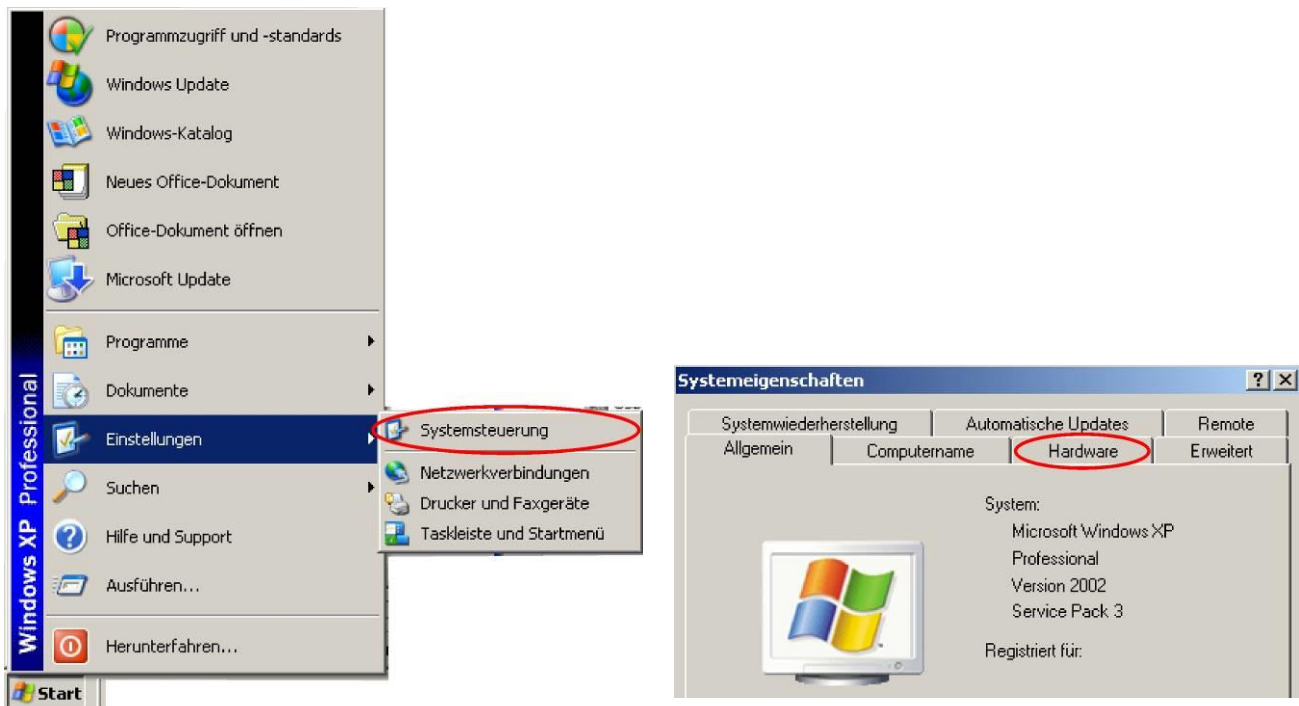 Programmzugriff und -standards
Windows Update
Windows-Katalog
Neues Office-Dokument
Office-Dokument öffnen
Microsoft Update
Programme
Dokumente
Einstellungen
Suchen
Hilfe und Support
Ausführen...
Herunterfahren...
Windows XP Professional
Start
Systemsteuerung
Netzwerkverbindungen
Drucker und Faxgeräte
Taskleiste und Startmenü
Systemeigenschaften
Systemwiederherstellung Automatische Updates Remote
Allgemein Computername Hardware Erweitert
System:
Microsoft Windows XP
Professional
Version 2002
Service Pack 3
Registriert für: